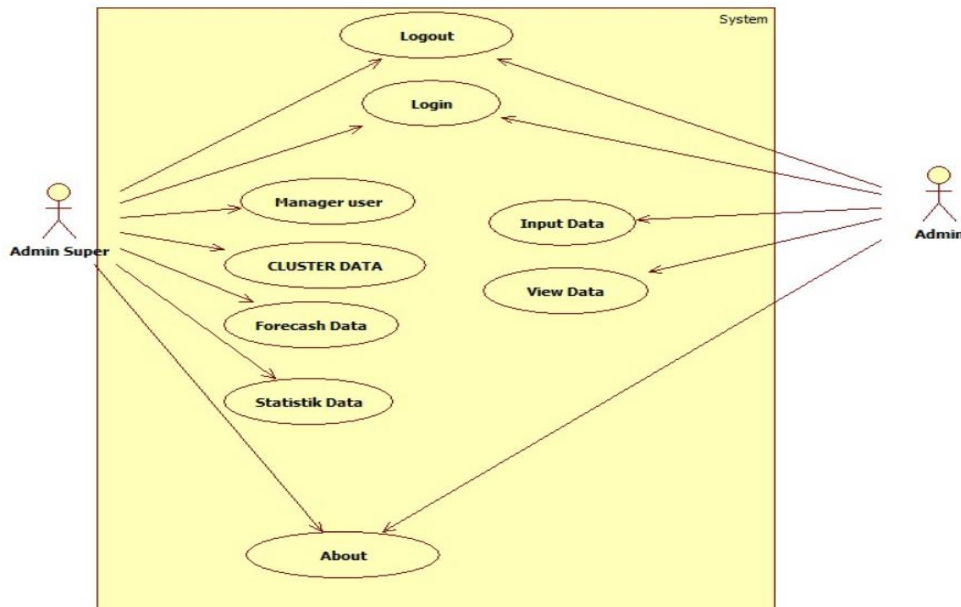 System
Logout
Login
Manager user
Input Data
Admin Super
Admin
CLUSTER DATA
View Data
Forecash Data
Statistik Data
About